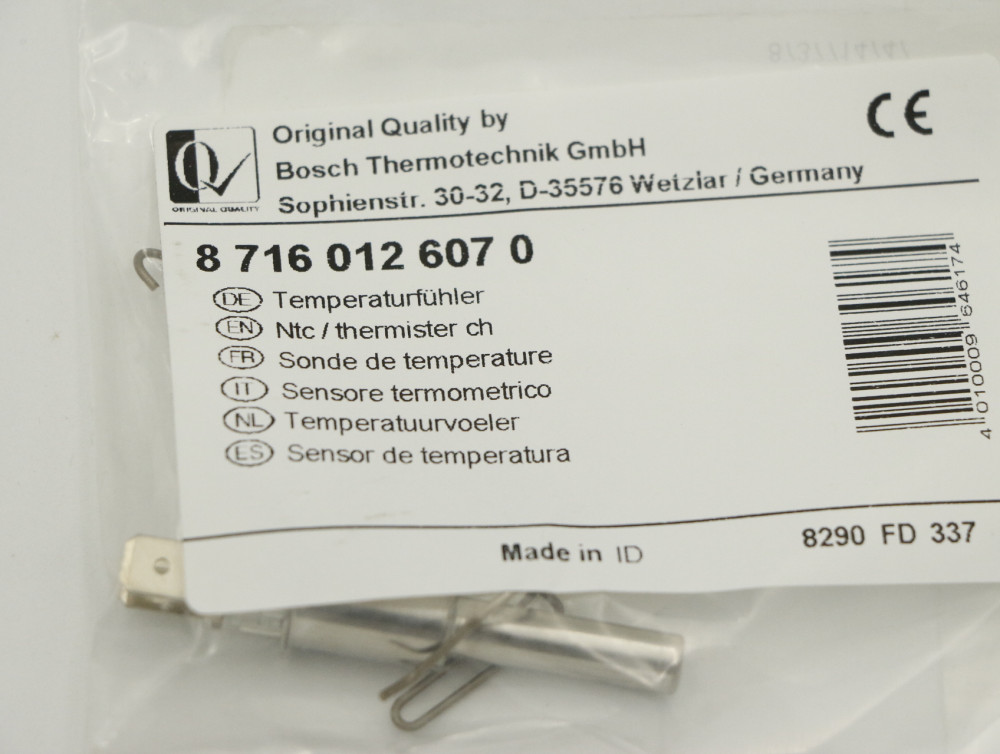 Original Quality by
Bosch Thermotechnik GmbH
Sophienstr. 30-32, D-35576 Wetzlar / Germany
CE
Q
ORIGINAL QUALITY
8 716 012 607 0
DE Temperaturfühler
EN Ntc / thermister ch
FR Sonde de temperature
IT Sensore termometrico
NL Temperatuurvoeler
ES Sensor de temperatura
4 010009 646174
Made in ID
8290 FD 337